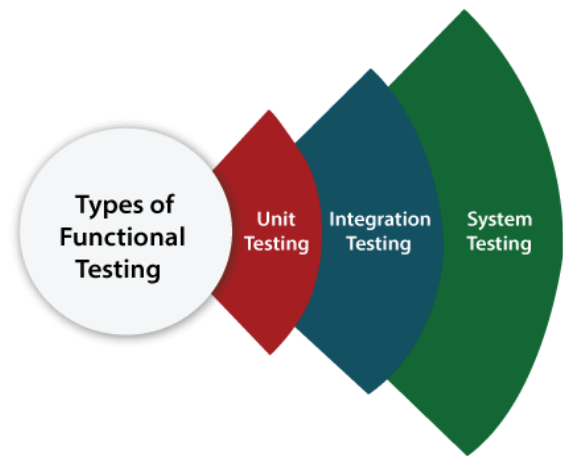 Types of
Functional
Testing
Unit
Testing
Integration
Testing
System
Testing